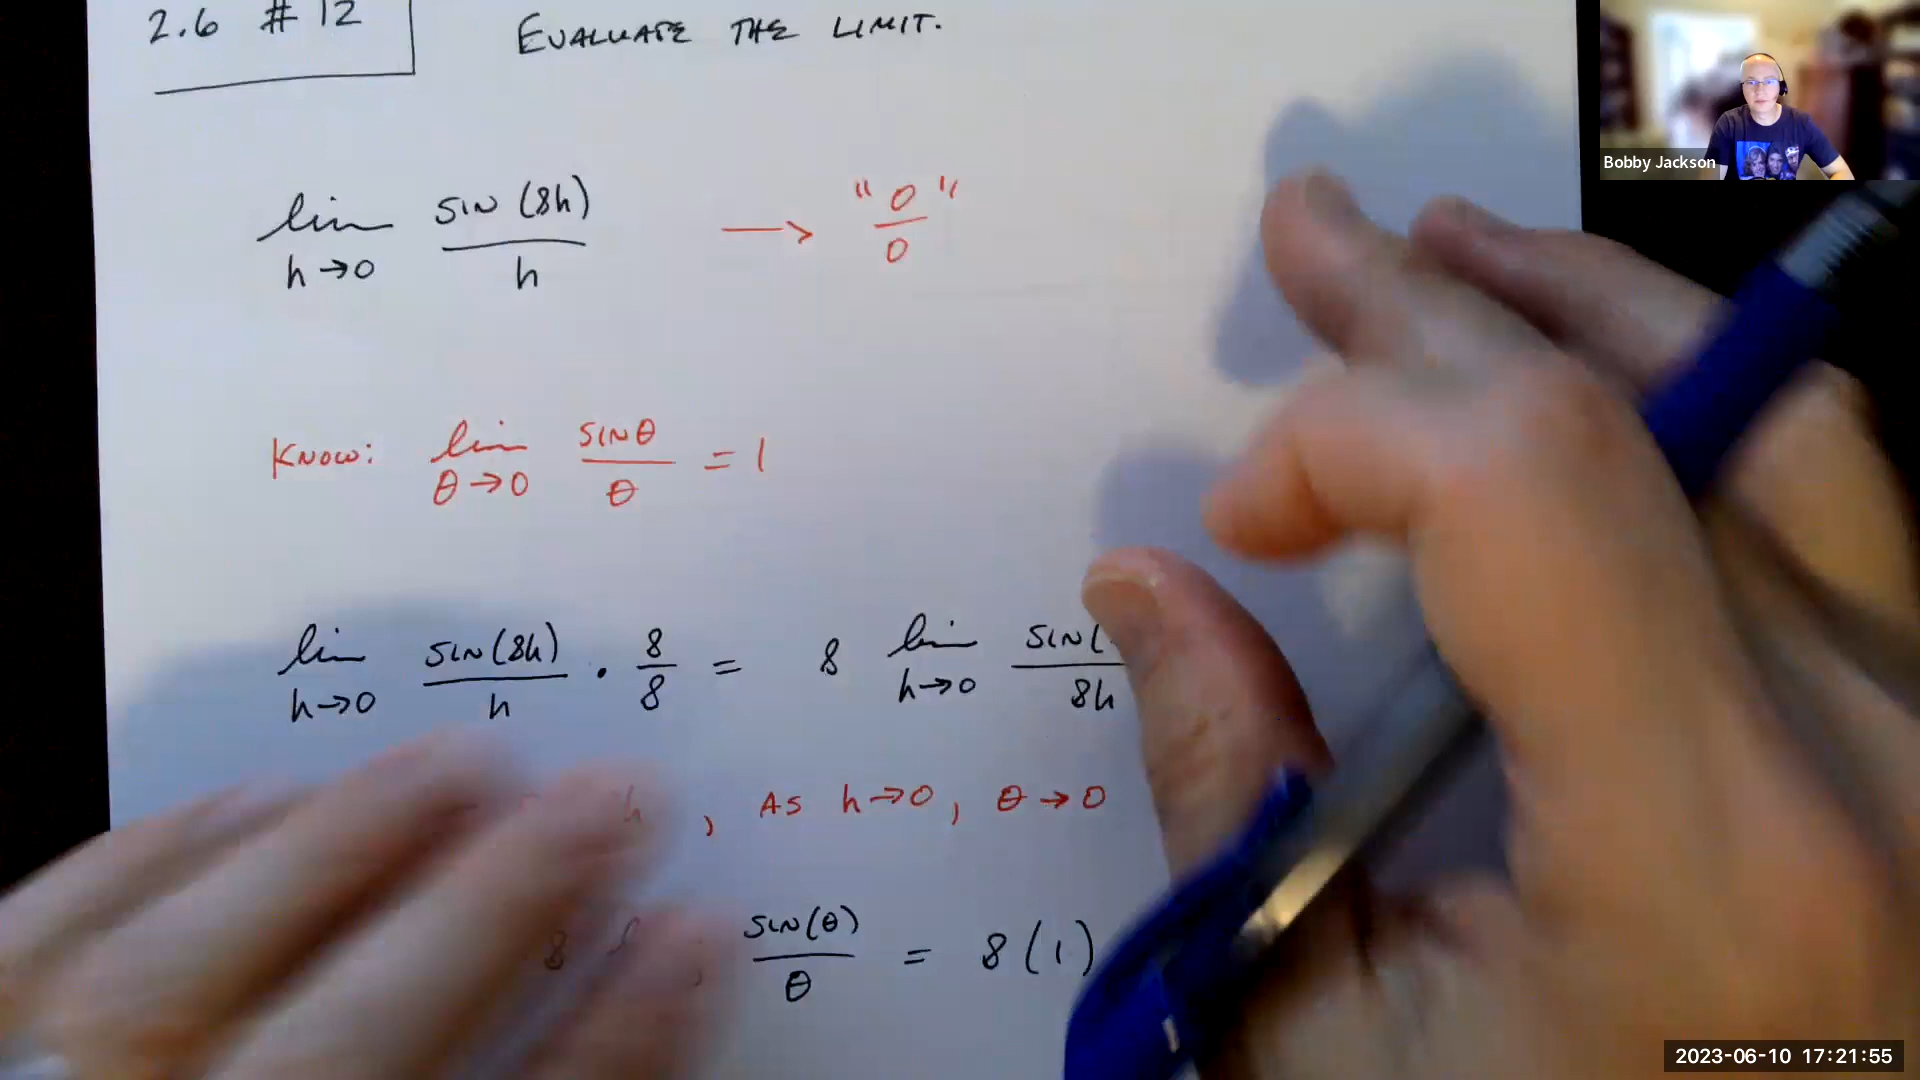 2.6 # 12 EVALUATE THE LIMIT.
lim h→0 sin (8h) / h → " 0 / 0 "
KNOW: lim θ→0 sinθ / θ = 1
lim h→0 sin(8h) / h · 8 / 8 = 8 lim h→0 sin( / 8h
h , AS h→0, θ→0
8 sin(θ) / θ = 8 (1)
Bobby Jackson
2023-06-10 17:21:55